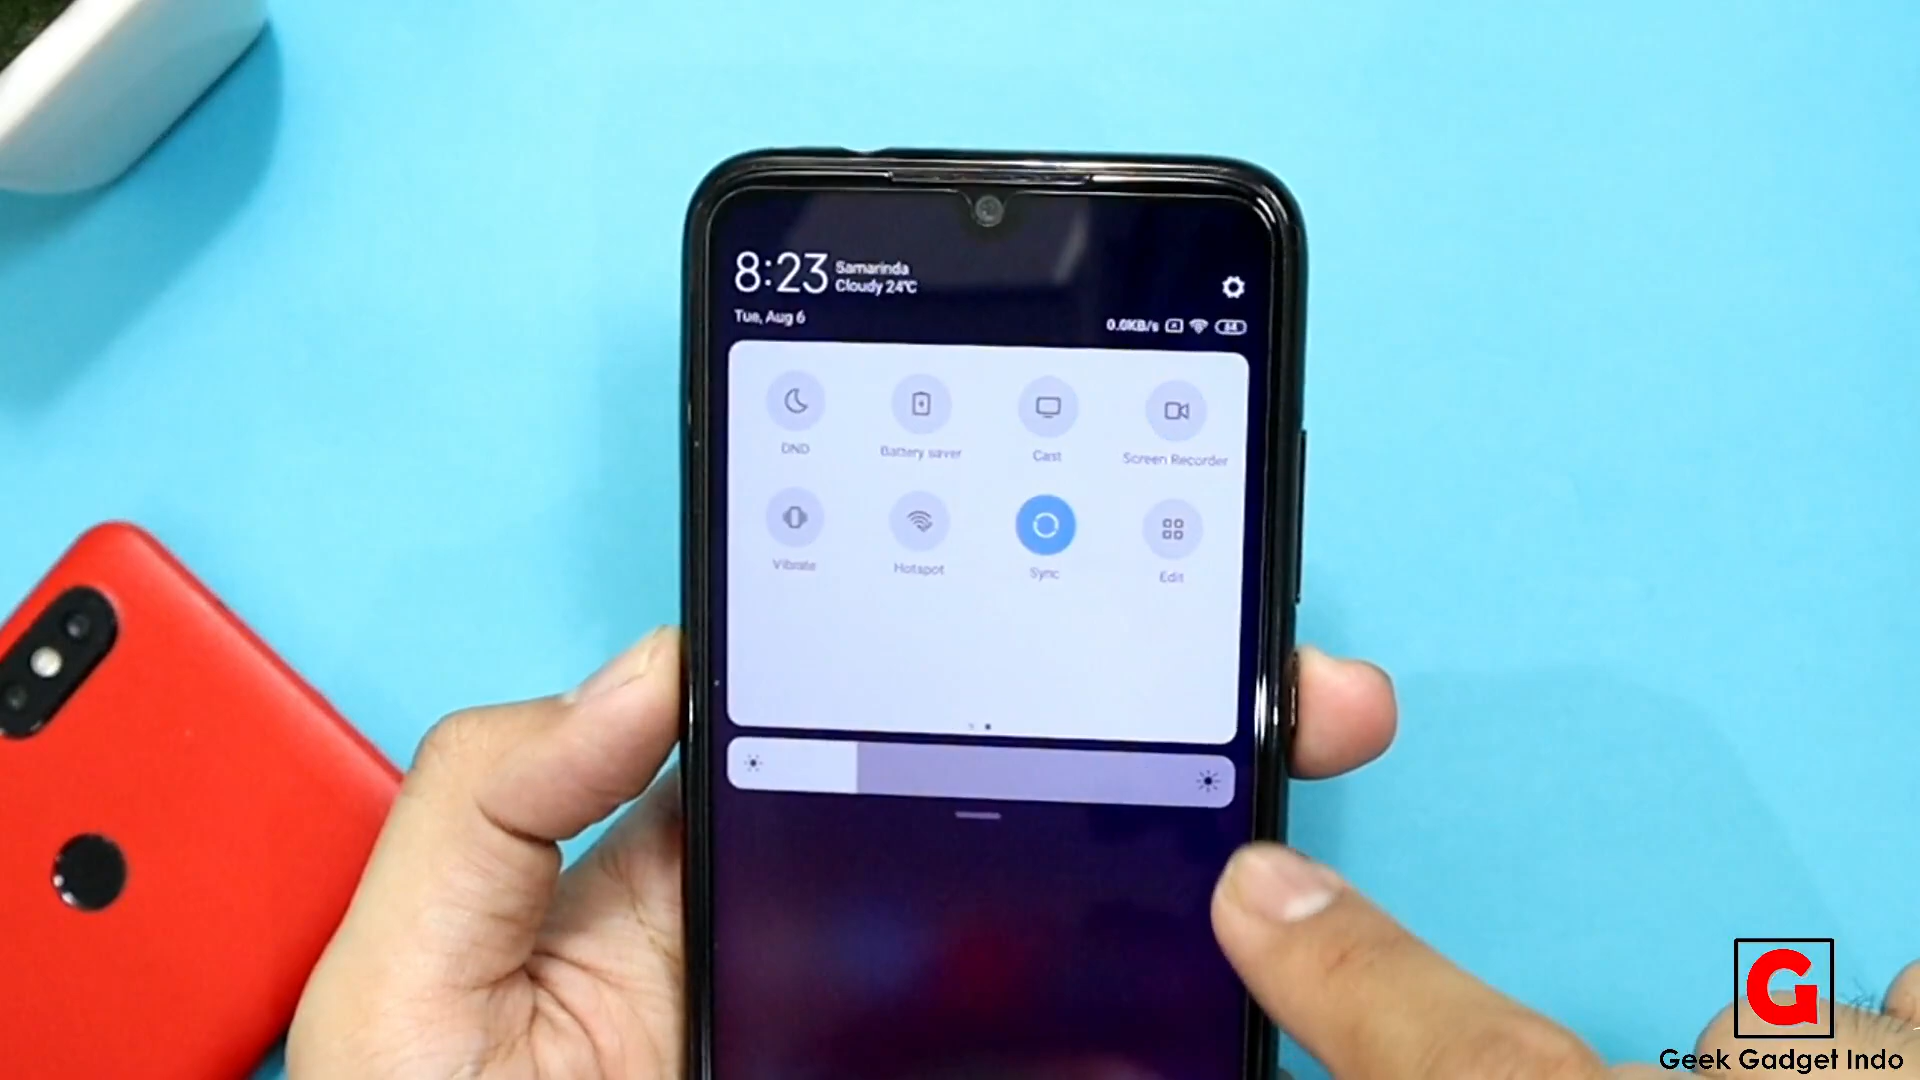 8:23
Samarinda
Cloudy 24°C
Tue, Aug 6
0.0KB/s
64
DND
Battery saver
Cast
Screen Recorder
Vibrate
Hotspot
Sync
Edit
G
Geek Gadget Indo